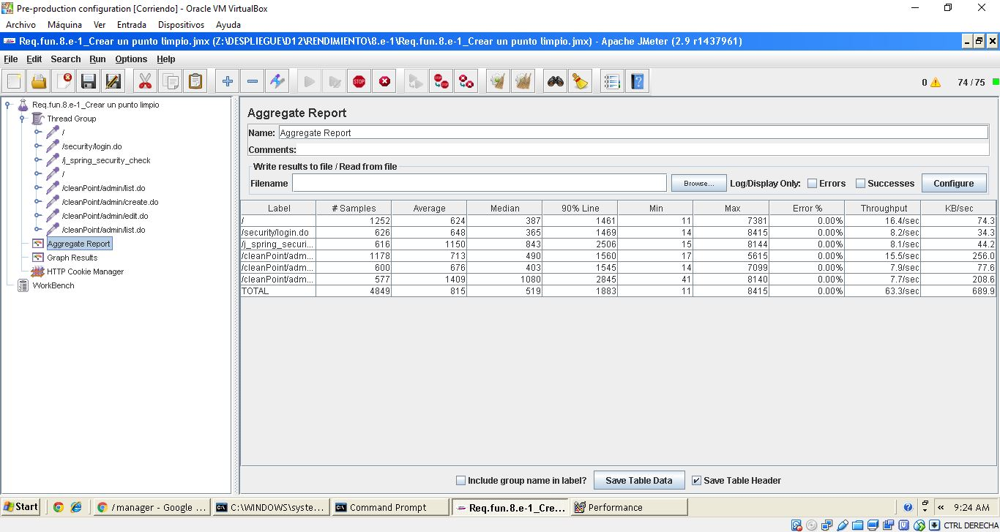 Pre-production configuration [Corriendo] - Oracle VM VirtualBox
Archivo Máquina Ver Entrada Dispositivos Ayuda
Req.fun.8.e-1_Crear un punto limpio.jmx (Z:\DESPLIEGUE\D12\RENDIMIENTO\8.e-1\Req.fun.8.e-1_Crear un punto limpio.jmx) - Apache JMeter (2.9 r1437961)
File Edit Search Run Options Help
STOP 0 74 / 75
Req.fun.8.e-1_Crear un punto limpio
Thread Group
/
/security/login.do
/j_spring_security_check
/
/cleanPoint/admin/list.do
/cleanPoint/admin/create.do
/cleanPoint/admin/edit.do
/cleanPoint/admin/list.do
Aggregate Report
Graph Results
HTTP Cookie Manager
WorkBench
Aggregate Report
Name: Aggregate Report
Comments:
Write results to file / Read from file
Filename Browse... Log/Display Only: Errors Successes Configure
Label # Samples Average Median 90% Line Min Max Error % Throughput KB/sec
/ 1252 624 387 1461 11 7381 0.00% 16.4/sec 74.3
/security/login.do 626 648 365 1469 14 8415 0.00% 8.2/sec 34.3
/j_spring_securi... 616 1150 843 2506 15 8144 0.00% 8.1/sec 44.2
/cleanPoint/adm... 1178 713 490 1560 17 5615 0.00% 15.5/sec 256.0
/cleanPoint/adm... 600 676 403 1545 14 7099 0.00% 7.9/sec 77.6
/cleanPoint/adm... 577 1409 1080 2845 41 8140 0.00% 7.7/sec 208.6
TOTAL 4849 815 519 1883 11 8415 0.00% 63.3/sec 689.9
Include group name in label? Save Table Data Save Table Header
Start /manager - Google ... C:\WINDOWS\syste... Command Prompt Req.fun.8.e-1_Cre... Performance « 9:24 AM
CTRL DERECHA